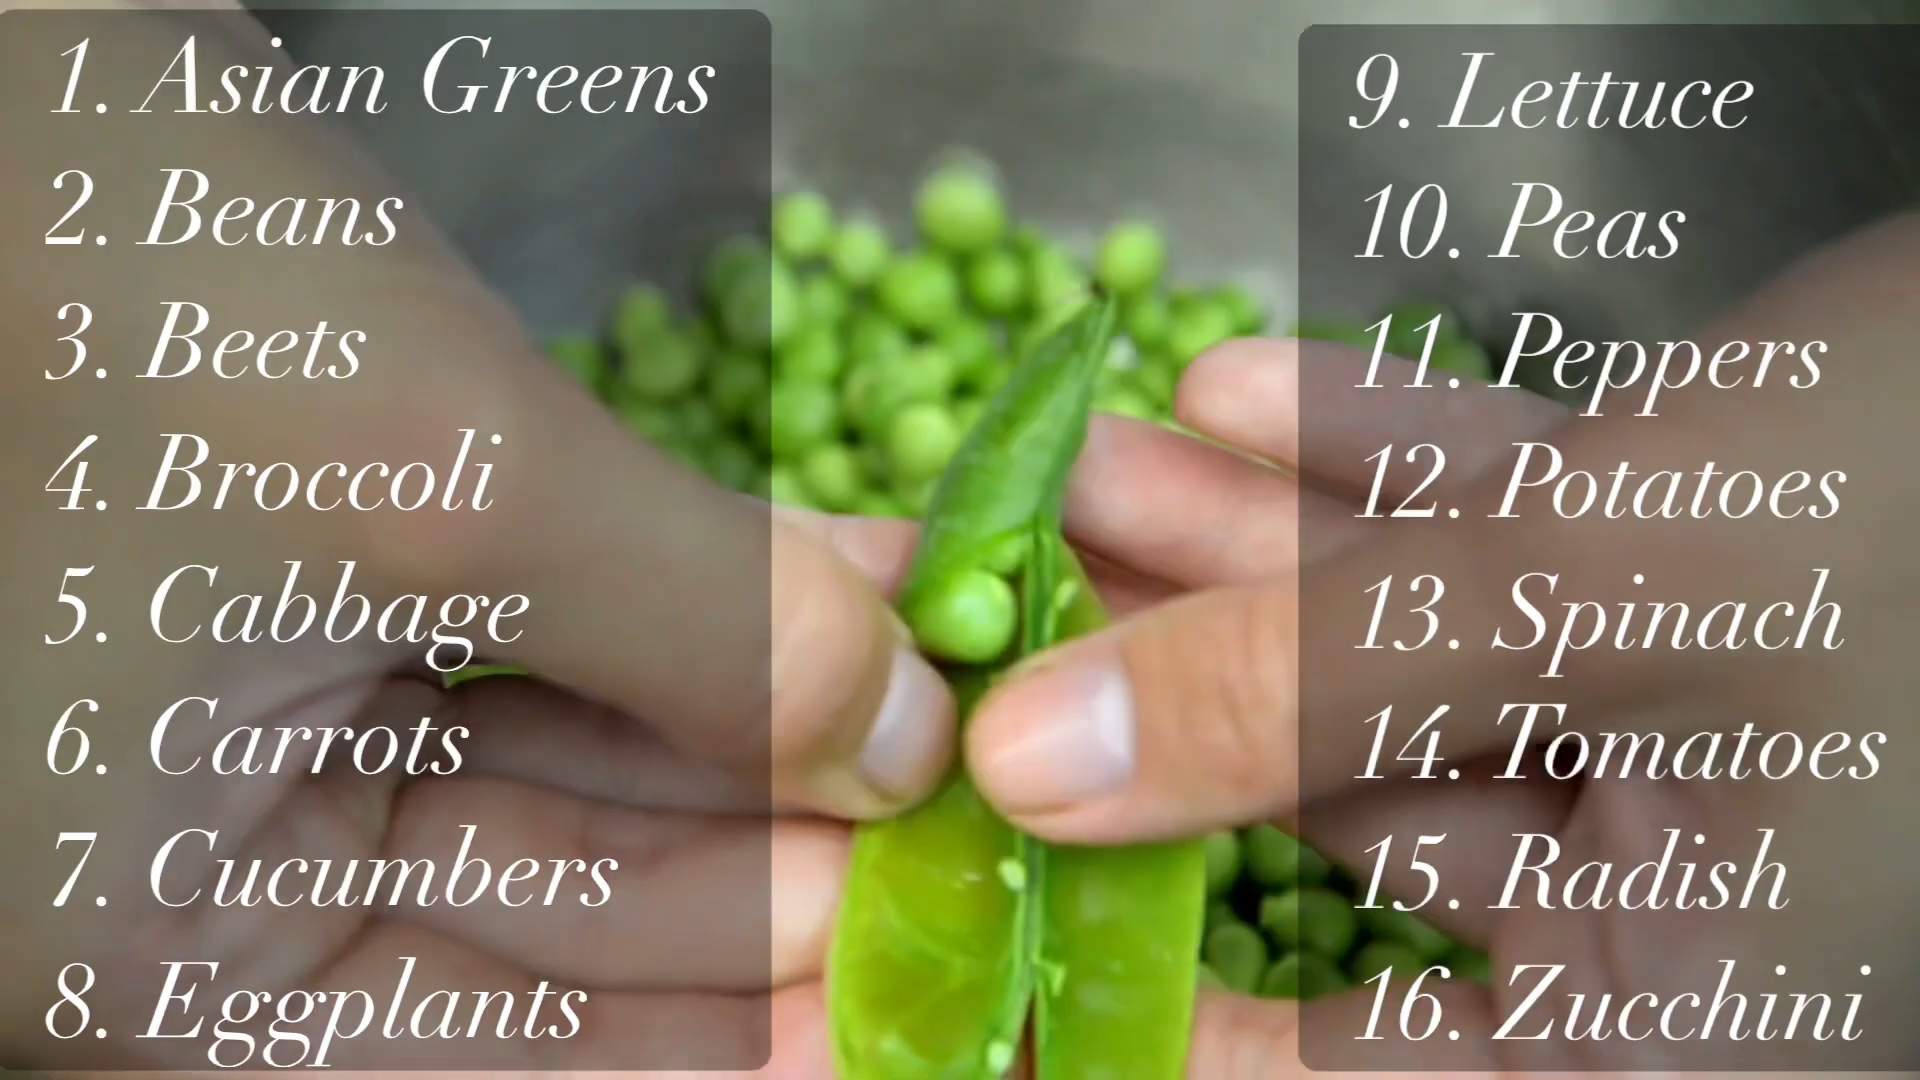 1. Asian Greens
2. Beans
3. Beets
4. Broccoli
5. Cabbage
6. Carrots
7. Cucumbers
8. Eggplants
9. Lettuce
10. Peas
11. Peppers
12. Potatoes
13. Spinach
14. Tomatoes
15. Radish
16. Zucchini